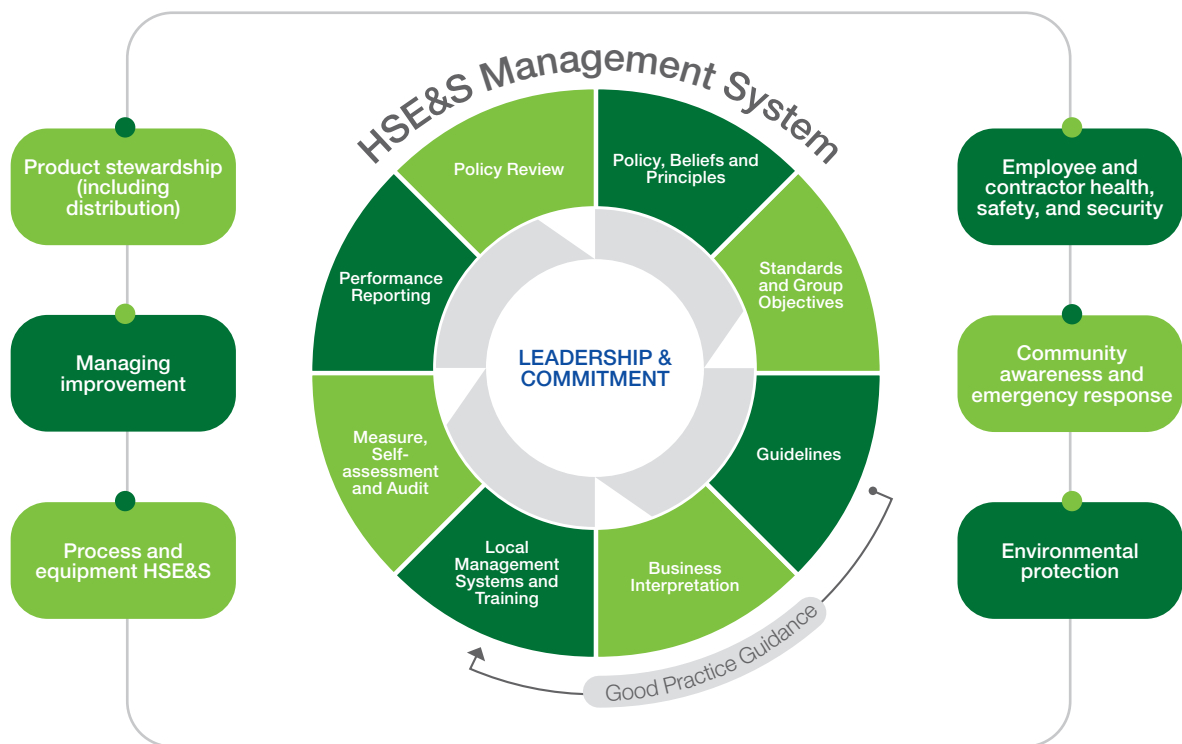 HSE&S Management System
Product stewardship
(including
distribution)
Managing
improvement
Process and
equipment HSE&S
Policy, Beliefs and
Principles
Standards
and Group
Objectives
Guidelines
Business
Interpretation
Local
Management
Systems and
Training
Measure,
Self-
assessment
and Audit
Performance
Reporting
Policy Review
LEADERSHIP &
COMMITMENT
Good Practice Guidance
Employee and
contractor health,
safety, and security
Community
awareness and
emergency response
Environmental
protection